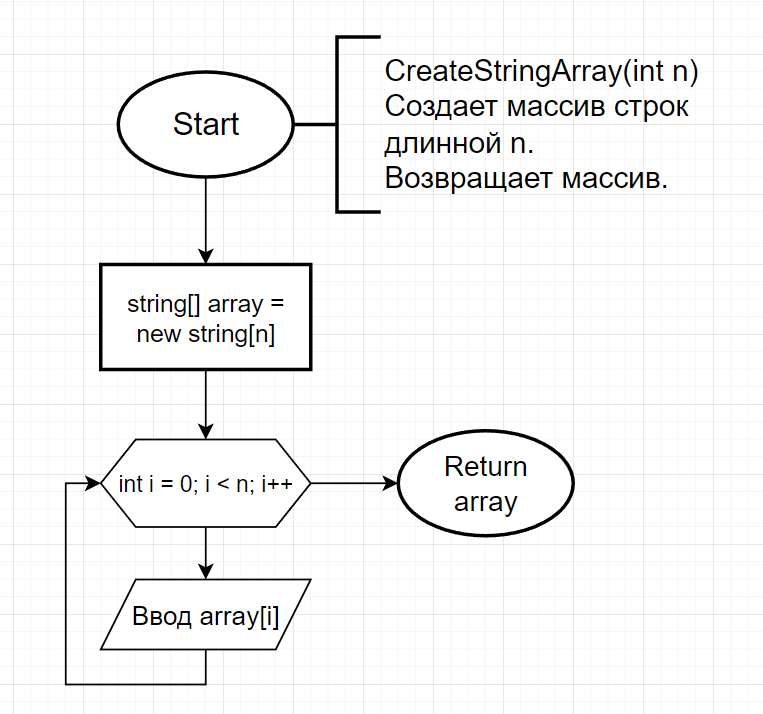 Start
CreateStringArray(int n)
Создает массив строк
длинной n.
Возвращает массив.
string[] array =
new string[n]
int i = 0; i < n; i++
Return
array
Ввод array[i]